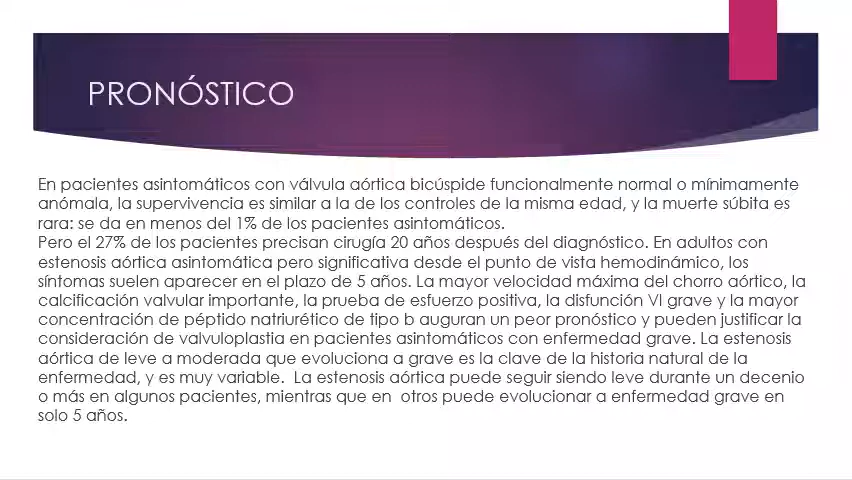 PRONÓSTICO
En pacientes asintomáticos con válvula aórtica bicúspide funcionalmente normal o mínimamente
anómala, la supervivencia es similar a la de los controles de la misma edad, y la muerte súbita es
rara: se da en menos del 1% de los pacientes asintomáticos.
Pero el 27% de los pacientes precisan cirugía 20 años después del diagnóstico. En adultos con
estenosis aórtica asintomática pero significativa desde el punto de vista hemodinámico, los
síntomas suelen aparecer en el plazo de 5 años. La mayor velocidad máxima del chorro aórtico, la
calcificación valvular importante, la prueba de esfuerzo positiva, la disfunción VI grave y la mayor
concentración de péptido natriurético de tipo b auguran un peor pronóstico y pueden justificar la
consideración de valvuloplastia en pacientes asintomáticos con enfermedad grave. La estenosis
aórtica de leve a moderada que evoluciona a grave es la clave de la historia natural de la
enfermedad, y es muy variable.  La estenosis aórtica puede seguir siendo leve durante un decenio
o más en algunos pacientes, mientras que en  otros puede evolucionar a enfermedad grave en
solo 5 años.